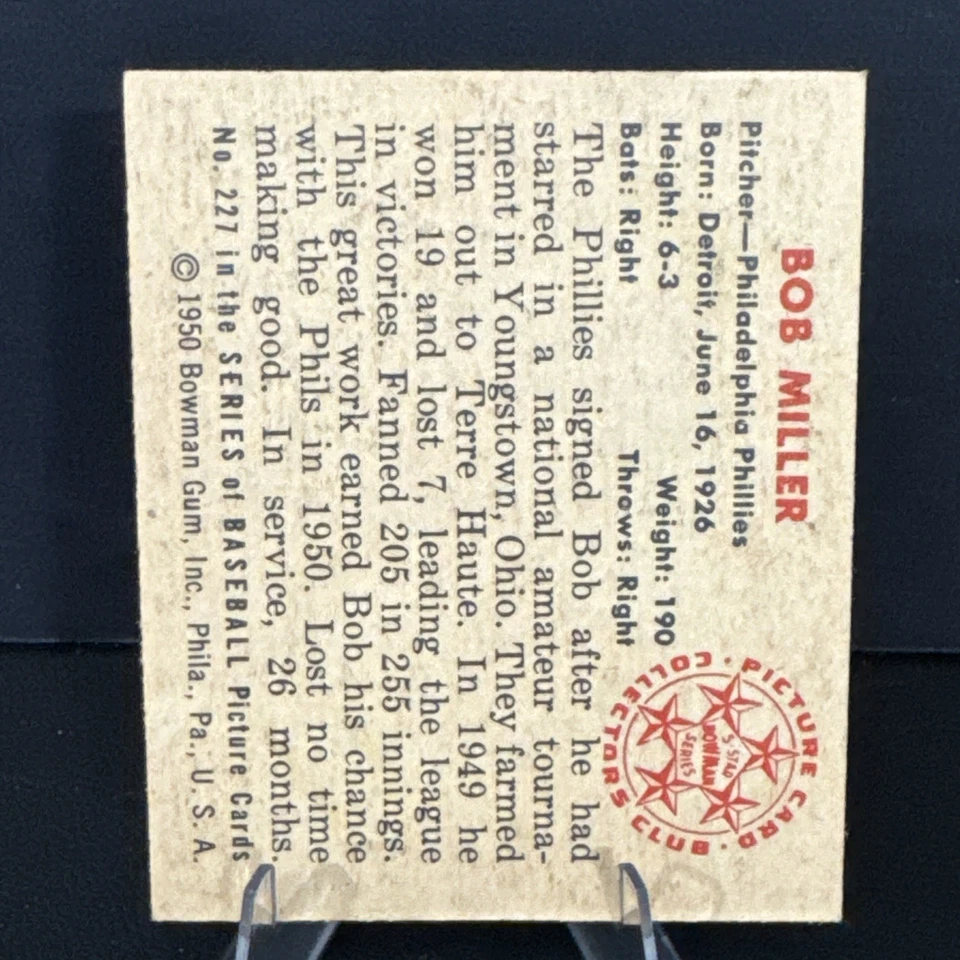 BOB MILLER
Pitcher—Philadelphia Phillies
Born: Detroit, June 16, 1926
Height: 6-3 Weight: 190
Bats: Right Throws: Right
The Phillies signed Bob after he had
starred in a national amateur tourna-
ment in Youngstown, Ohio. They farmed
him out to Terre Haute. In 1949 he
won 19 and lost 7, leading the league
in victories. Fanned 205 in 255 innings.
This great work earned Bob his chance
with the Phils in 1950. Lost no time
making good. In service, 26 months.
No. 227 in the SERIES of BASEBALL Picture Cards
© 1950 Bowman Gum, Inc., Phila., Pa., U. S. A.
PICTURE CARD · COLLECTORS CLUB ·
5-STAR
BOWMAN
SERIES